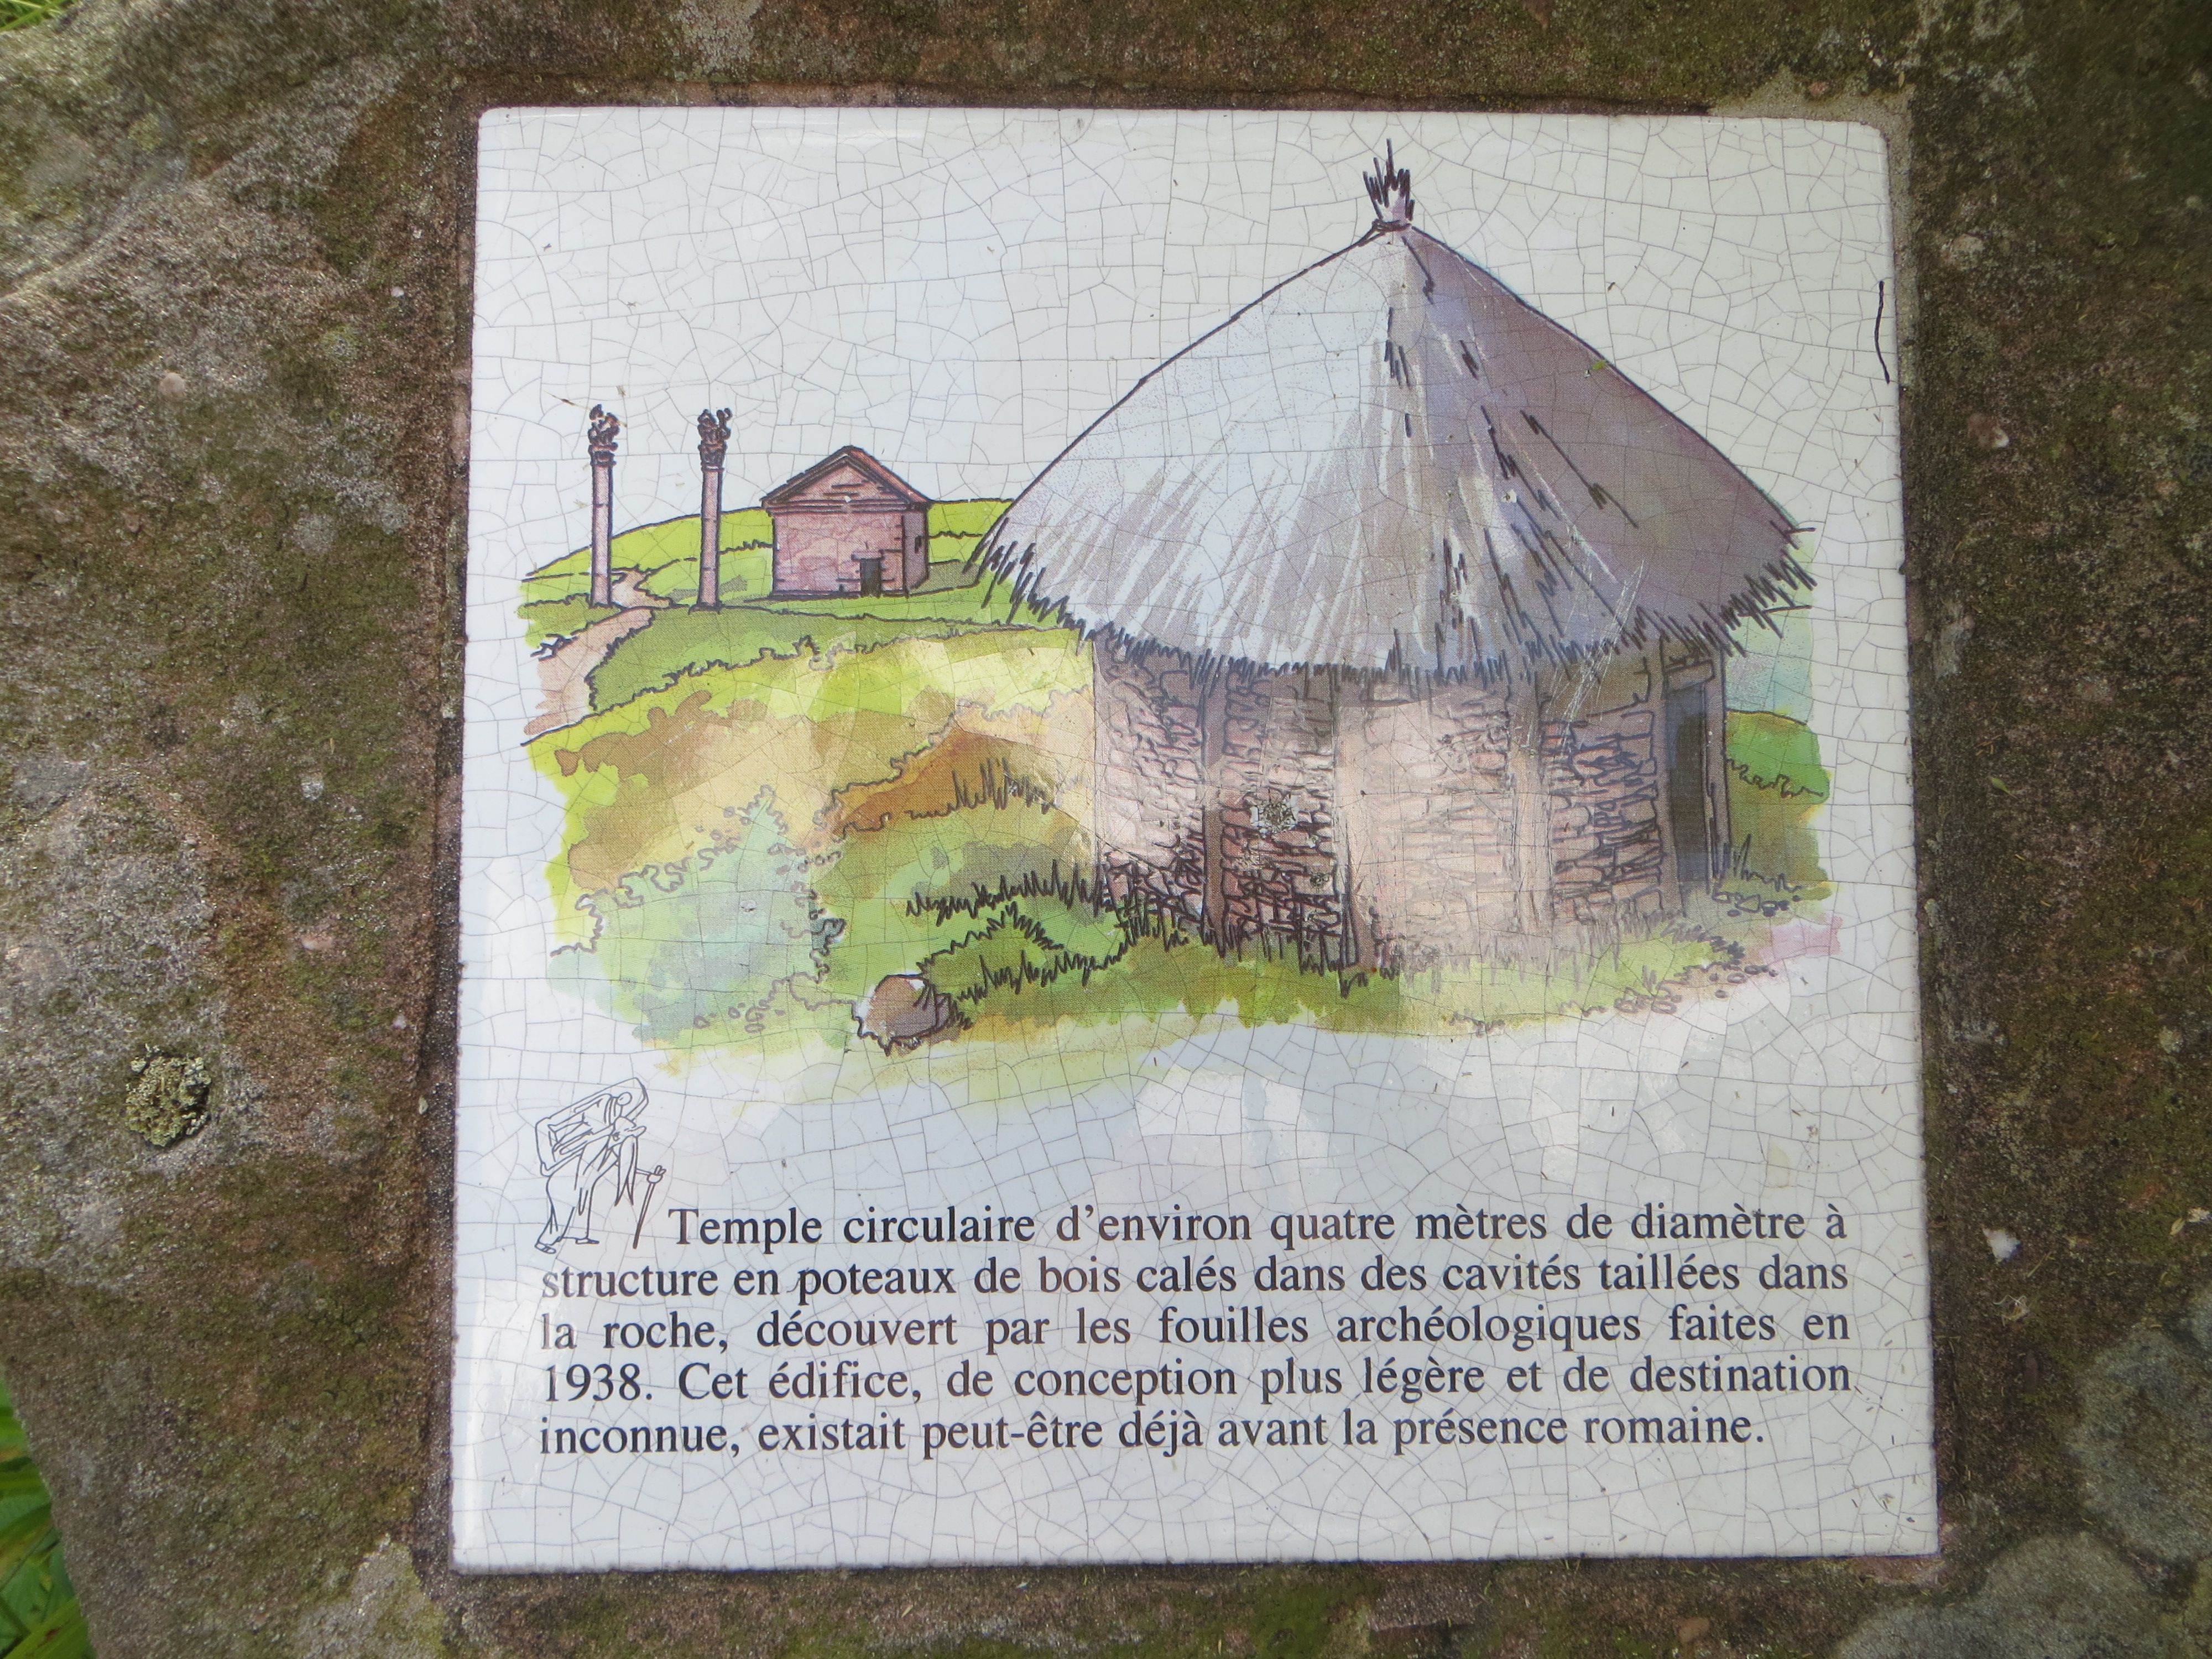 Temple circulaire d'environ quatre mètres de diamètre à
structure en poteaux de bois calés dans des cavités taillées dans
la roche, découvert par les fouilles archéologiques faites en
1938. Cet édifice, de conception plus légère et de destination
inconnue, existait peut-être déjà avant la présence romaine.